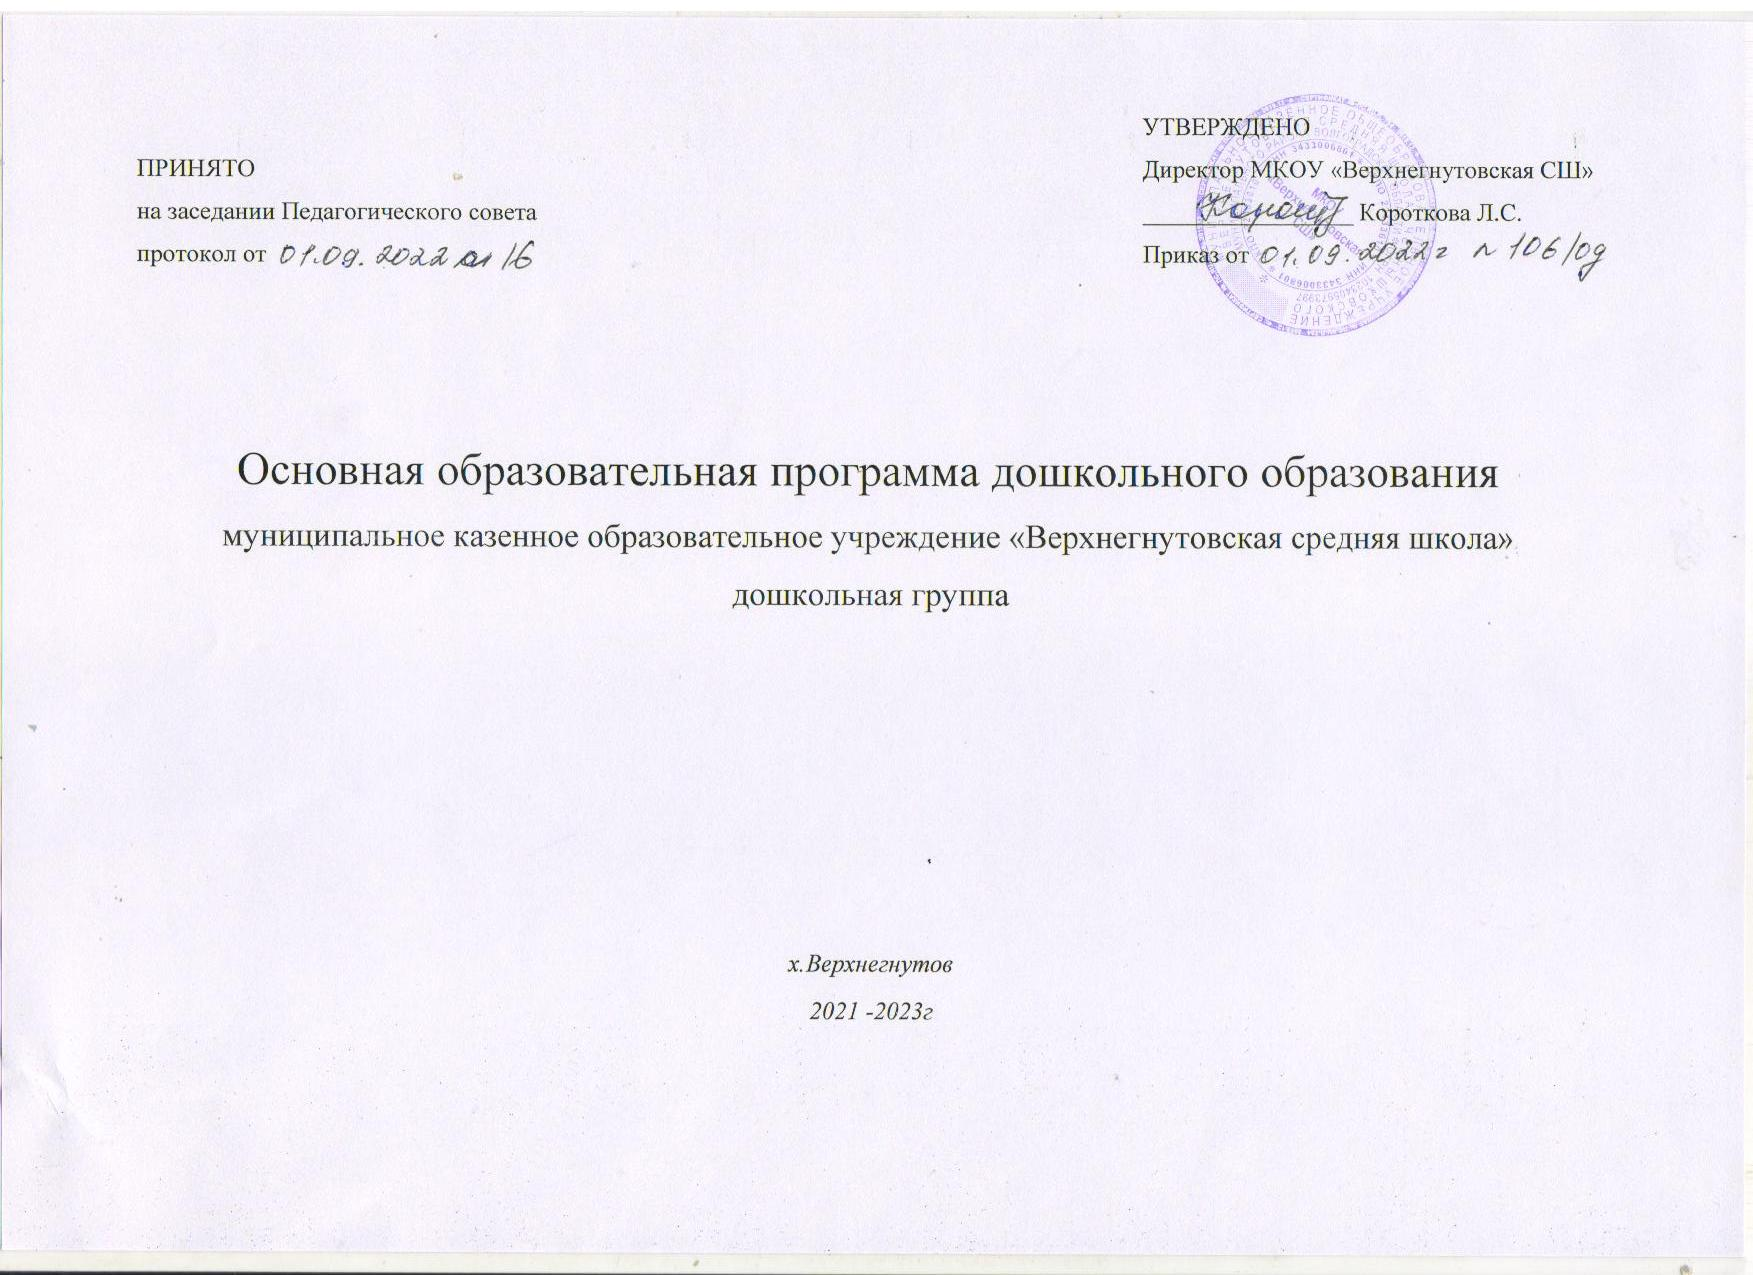 ПРИНЯТО
на заседании Педагогического совета
протокол от 01.09.2022
УТВЕРЖДЕНО
Директор МКОУ «Верхнегнутовская СШ»
Короткова Л.С.
Приказ от 01.09.2022г № 106/од
Основная образовательная программа дошкольного образования
муниципальное казенное образовательное учреждение «Верхнегнутовская средняя школа»
дошкольная группа
х.Верхнегнутов
2021 -2023г